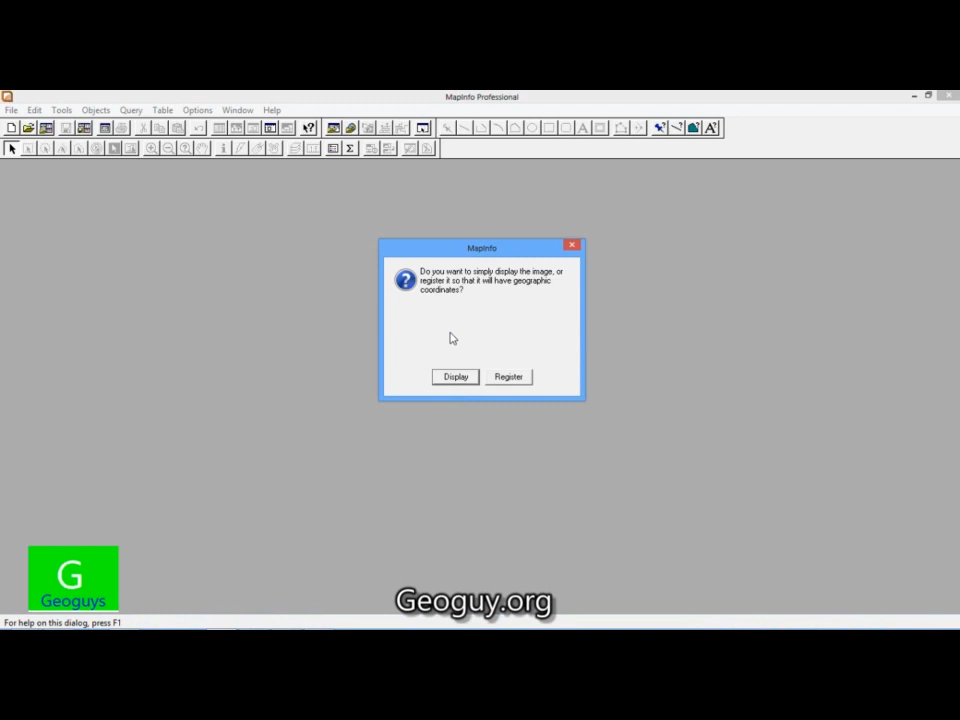 MapInfo Professional
File Edit Tools Objects Query Table Options Window Help
MapInfo
Do you want to simply display the image, or
register it so that it will have geographic
coordinates?
Display Register
G
Geoguys
Geoguy.org
For help on this dialog, press F1